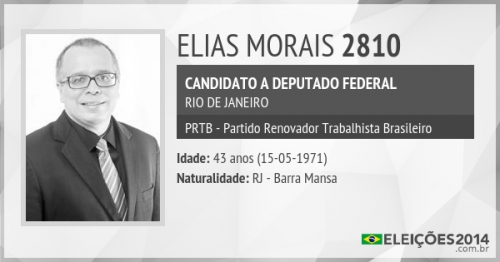 ELIAS MORAIS 2810
CANDIDATO A DEPUTADO FEDERAL
RIO DE JANEIRO
PRTB - Partido Renovador Trabalhista Brasileiro
Idade: 43 anos (15-05-1971)
Naturalidade: RJ - Barra Mansa
ELEIÇÕES2014
.com.br